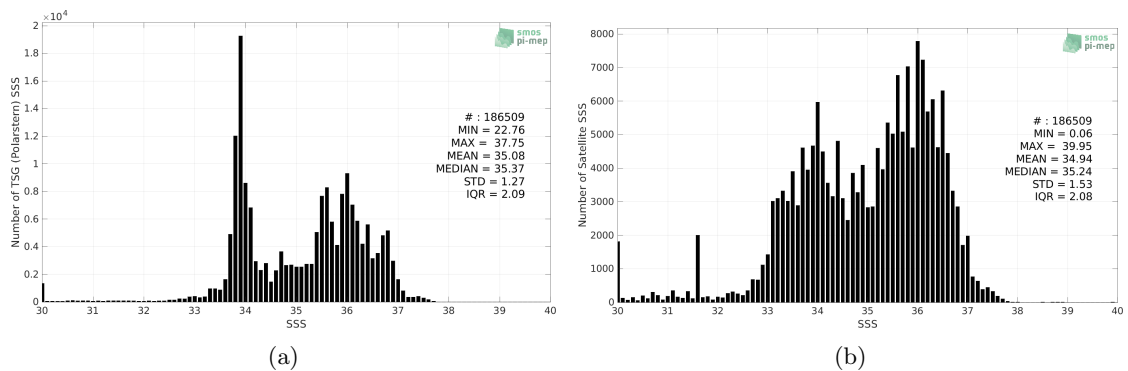 ×10⁴
2
1.8
1.6
1.4
1.2
1
0.8
0.6
0.4
0.2
0
Number of TSG (Polarstern) SSS
30 31 32 33 34 35 36 37 38 39 40
SSS
smos
pi-mep
# : 186509
MIN = 22.76
MAX = 37.75
MEAN = 35.08
MEDIAN = 35.37
STD = 1.27
IQR = 2.09
(a)
8000
7000
6000
5000
4000
3000
2000
1000
0
Number of Satellite SSS
30 31 32 33 34 35 36 37 38 39 40
SSS
smos
pi-mep
# : 186509
MIN = 0.06
MAX = 39.95
MEAN = 34.94
MEDIAN = 35.24
STD = 1.53
IQR = 2.08
(b)